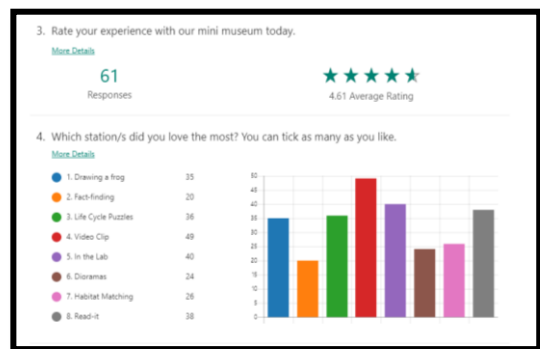 3. Rate your experience with our mini museum today.
More Details
61
Responses
4.61 Average Rating
4. Which station/s did you love the most? You can tick as many as you like.
More Details
1. Drawing a frog 35
2. Fact-finding 20
3. Life Cycle Puzzles 36
4. Video Clip 49
5. In the Lab 40
6. Dioramas 24
7. Habitat Matching 26
8. Read-it 38
50
45
40
35
30
25
20
15
10
5
0